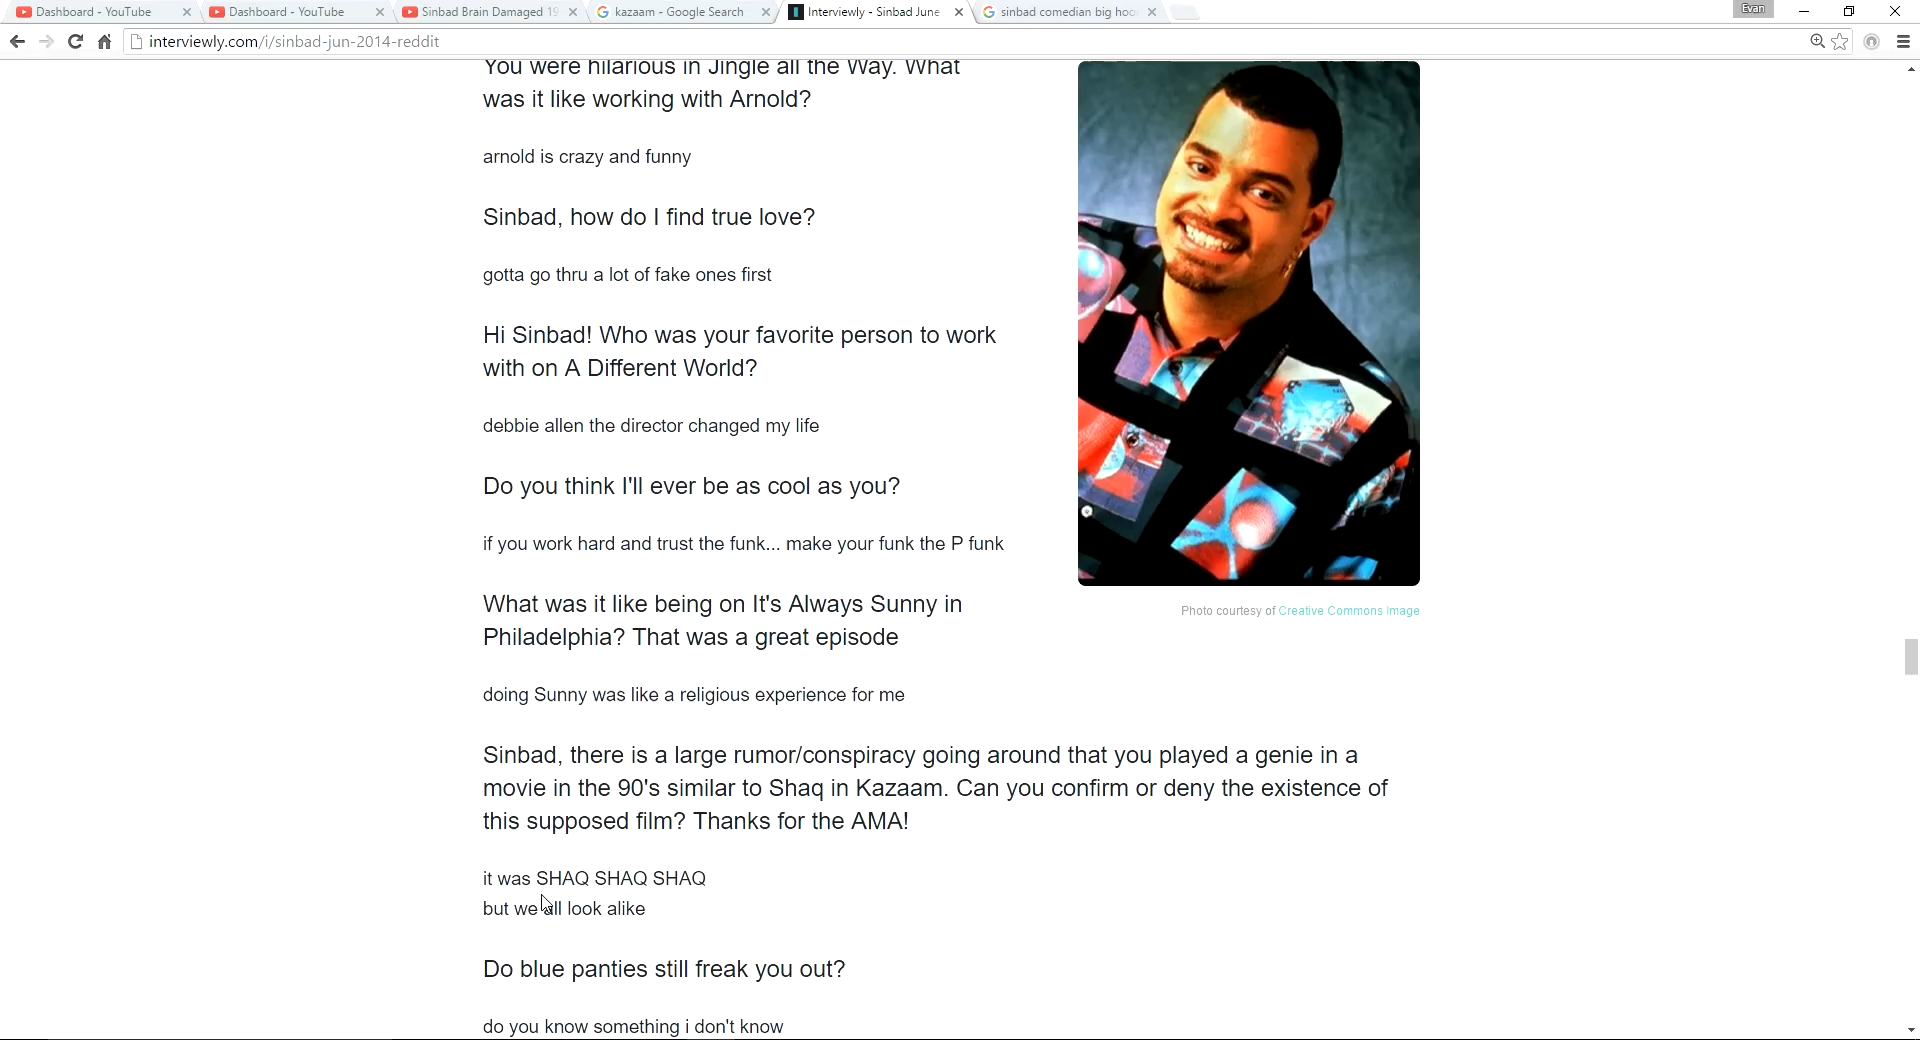 Dashboard - YouTube
Dashboard - YouTube
Sinbad Brain Damaged 19
kazaam - Google Search
Interviewly - Sinbad June
sinbad comedian big hoo
Evan
interviewly.com/i/sinbad-jun-2014-reddit
You were hilarious in Jingle all the Way. What
was it like working with Arnold?
arnold is crazy and funny
Sinbad, how do I find true love?
gotta go thru a lot of fake ones first
Hi Sinbad! Who was your favorite person to work
with on A Different World?
debbie allen the director changed my life
Do you think I'll ever be as cool as you?
if you work hard and trust the funk... make your funk the P funk
What was it like being on It's Always Sunny in
Philadelphia? That was a great episode
doing Sunny was like a religious experience for me
Photo courtesy of Creative Commons Image
Sinbad, there is a large rumor/conspiracy going around that you played a genie in a
movie in the 90's similar to Shaq in Kazaam. Can you confirm or deny the existence of
this supposed film? Thanks for the AMA!
it was SHAQ SHAQ SHAQ
but we all look alike
Do blue panties still freak you out?
do you know something i don't know